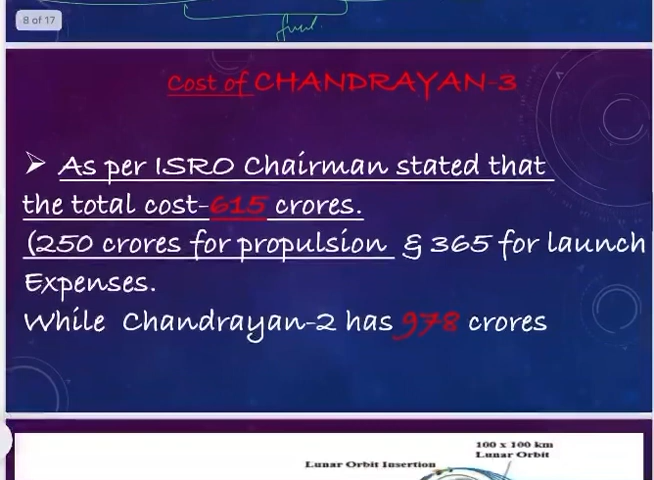 8 of 17
Cost of CHANDRAYAN-3
➤ As per ISRO Chairman stated that
the total cost-615 crores.
(250 crores for propulsion & 365 for launch
Expenses.
While Chandrayan-2 has 978 crores
100 x 100 km
Lunar Orbit
Lunar Orbit Insertion